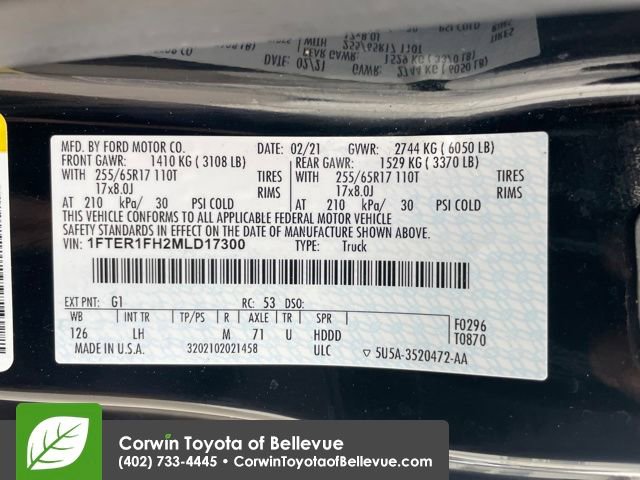 MFD. BY FORD MOTOR CO. DATE: 02/21 GVWR: 2744 KG ( 6050 LB)
FRONT GAWR: 1410 KG ( 3108 LB) REAR GAWR: 1529 KG ( 3370 LB)
WITH 255/65R17 110T TIRES WITH 255/65R17 110T TIRES
17x8.0J RIMS 17x8.0J RIMS
AT 210 kPa/ 30 PSI COLD AT 210 kPa/ 30 PSI COLD
THIS VEHICLE CONFORMS TO ALL APPLICABLE FEDERAL MOTOR VEHICLE
SAFETY STANDARDS IN EFFECT ON THE DATE OF MANUFACTURE SHOWN ABOVE.
VIN: 1FTER1FH2MLD17300 TYPE: Truck
EXT PNT: G1 RC: 53 DSO:
WB INT TR TP/PS R AXLE TR SPR F0296
126 LH M 71 U HDDD T0870
MADE IN U.S.A. 3202102021458 ULC ▽ 5U5A-3520472-AA
Corwin Toyota of Bellevue
(402) 733-4445 • CorwinToyotaofBellevue.com